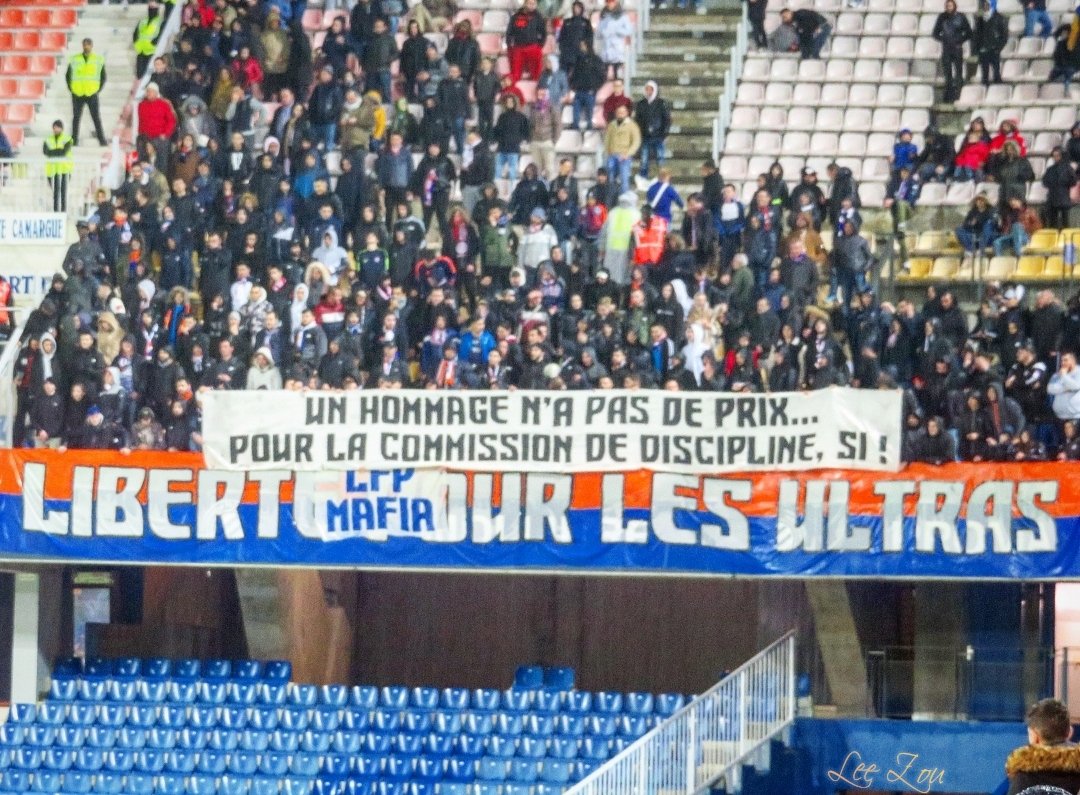 TE CAMARGUE
UN HOMMAGE N'A PAS DE PRIX...
POUR LA COMMISSION DE DISCIPLINE, SI !
LIBERTE POUR LES ULTRAS
LFP
MAFIA
Lee Zou